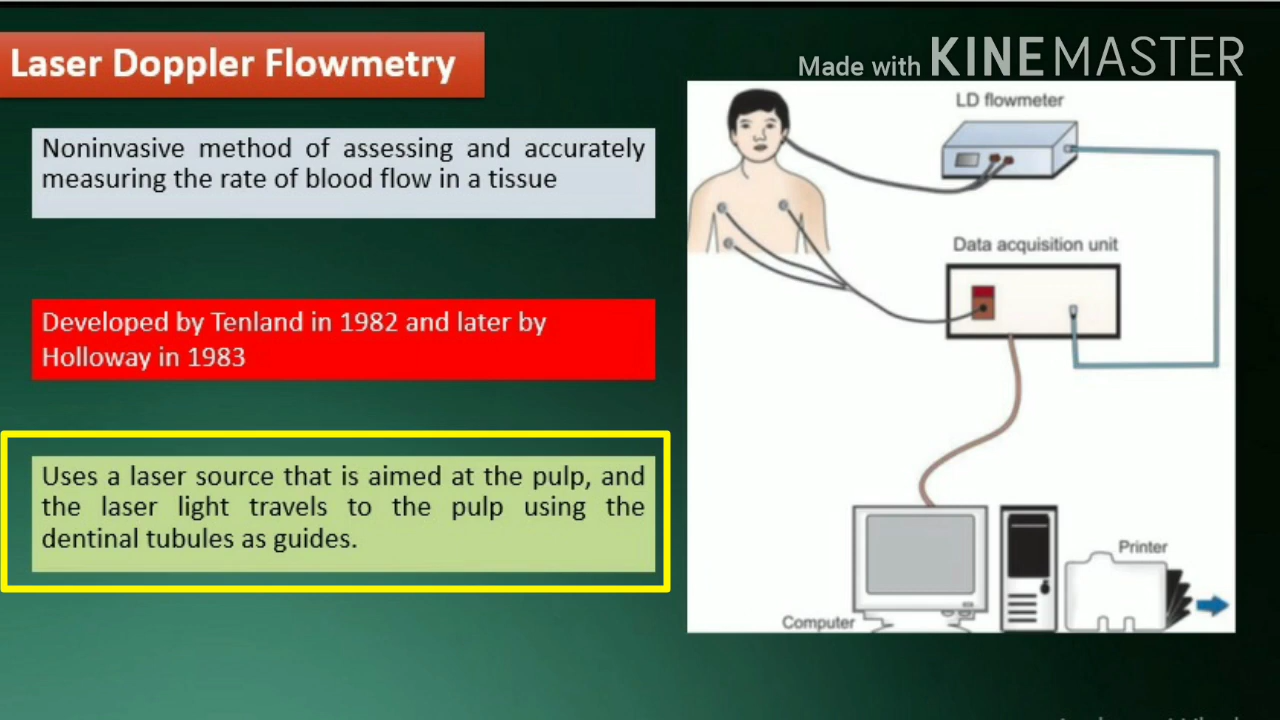 Laser Doppler Flowmetry
Made with KINEMASTER
Noninvasive method of assessing and accurately
measuring the rate of blood flow in a tissue
Developed by Tenland in 1982 and later by
Holloway in 1983
Uses a laser source that is aimed at the pulp, and
the laser light travels to the pulp using the
dentinal tubules as guides.
LD flowmeter
Data acquisition unit
Printer
Computer